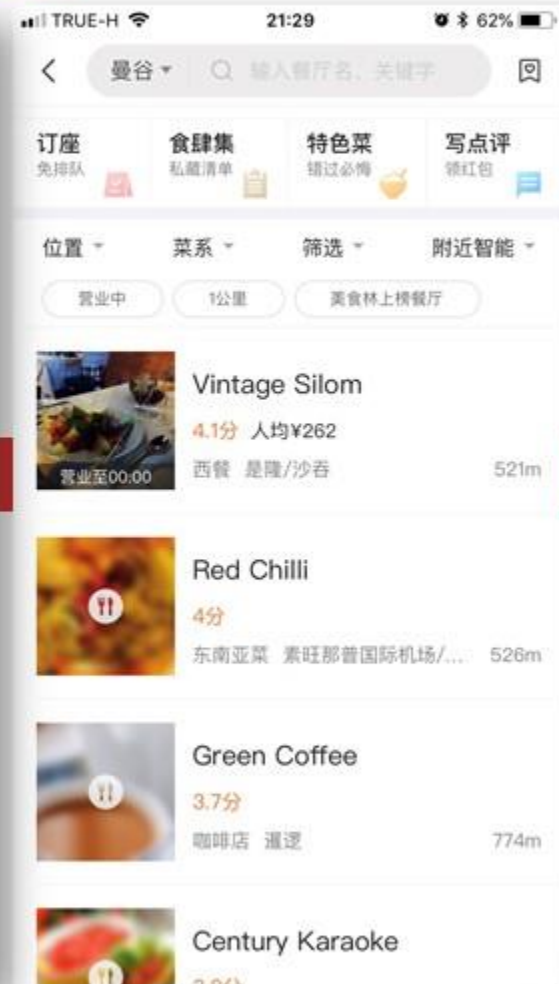 TRUE-H 21:29 62%
曼谷 输入餐厅名、关键字
订座 食肆集 特色菜 写点评
免排队 私藏清单 错过必悔 领红包
位置 菜系 筛选 附近智能
营业中 1公里 美食林上榜餐厅
Vintage Silom
4.1分 人均¥262
营业至00:00
西餐 是隆/沙吞 521m
Red Chilli
4分
东南亚菜 素旺那普国际机场/... 526m
Green Coffee
3.7分
咖啡店 暹逻 774m
Century Karaoke